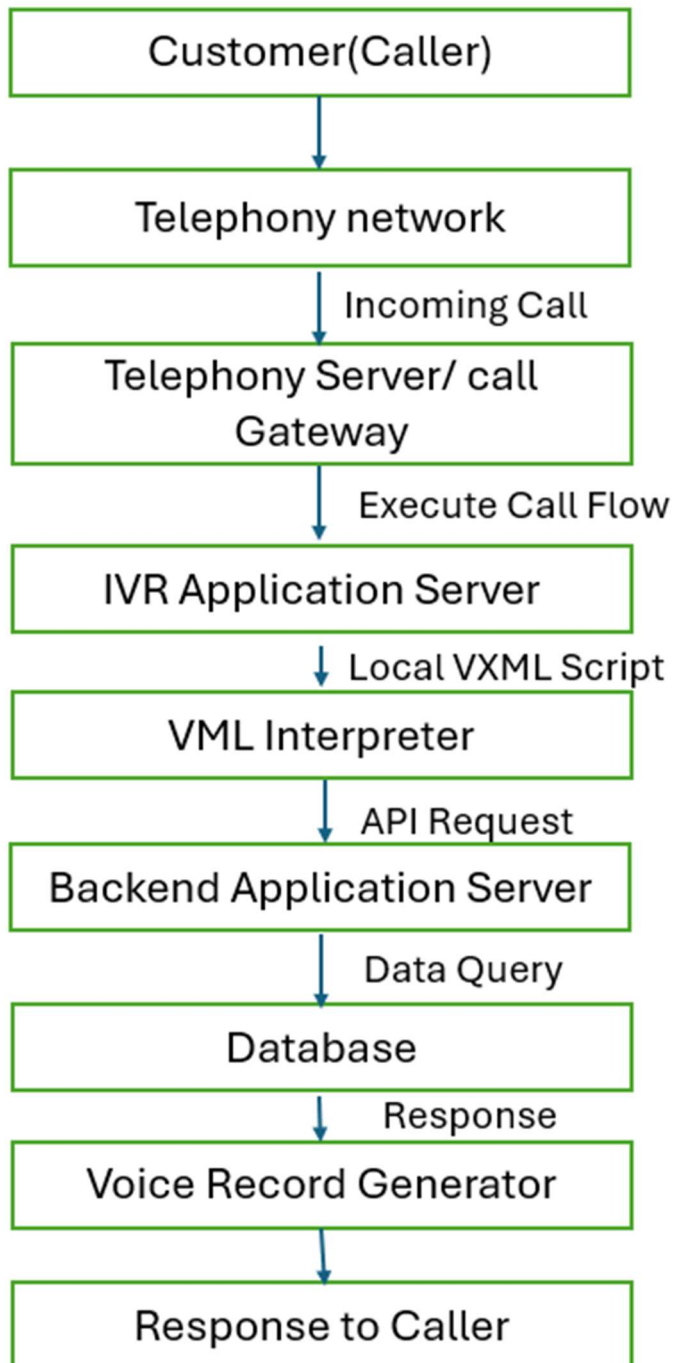 Customer(Caller)
Telephony network
Incoming Call
Telephony Server/ call
Gateway
Execute Call Flow
IVR Application Server
Local VXML Script
VML Interpreter
API Request
Backend Application Server
Data Query
Database
Response
Voice Record Generator
Response to Caller